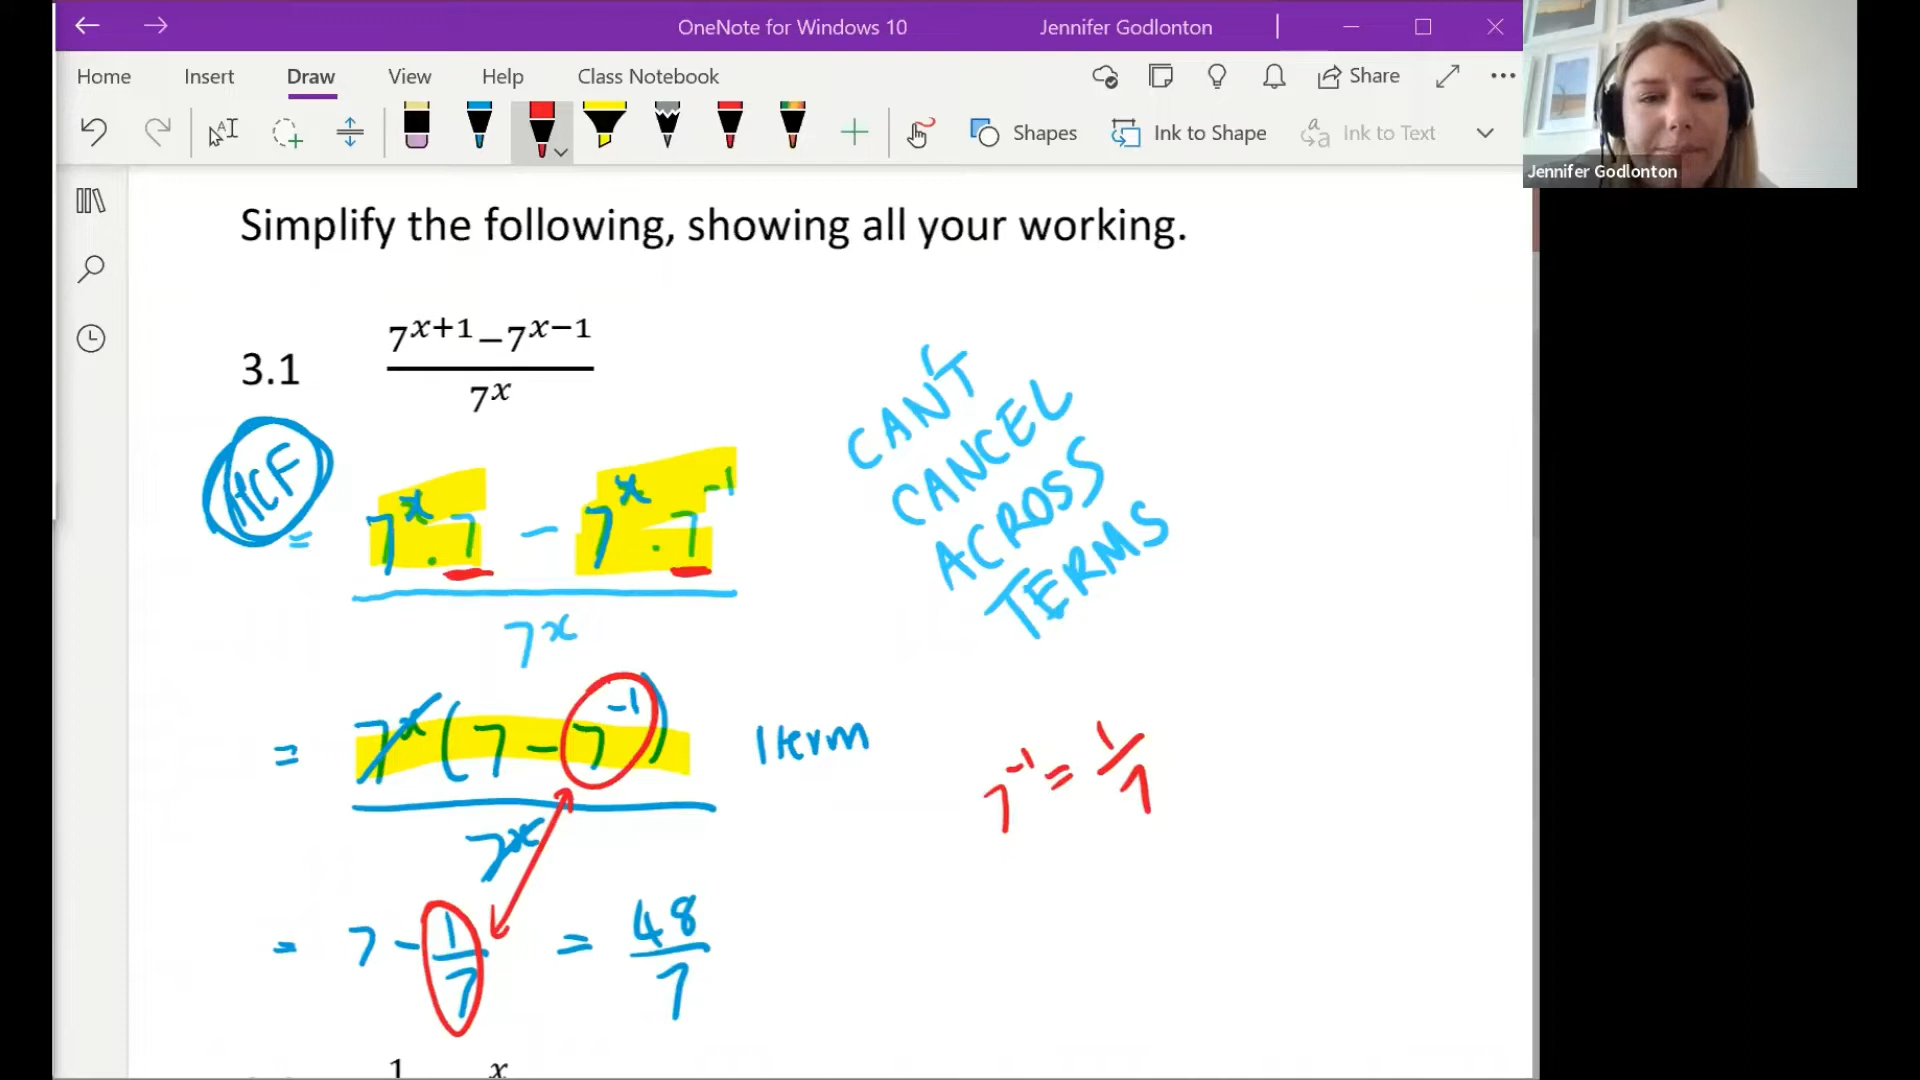 OneNote for Windows 10
Jennifer Godlonton
Home Insert Draw View Help Class Notebook
Share
Shapes Ink to Shape Ink to Text
Jennifer Godlonton
Simplify the following, showing all your working.
3.1 (7^{x+1}-7^{x-1})/7^x
HCF
CAN'T
CANCEL
ACROSS
TERMS
= (7^x . 7 - 7^x . 7^{-1})/7^x
= 7^x(7 - 7^{-1})/7^x 1 term
7^{-1} = 1/7
= 7 - 1/7 = 48/7
1 x